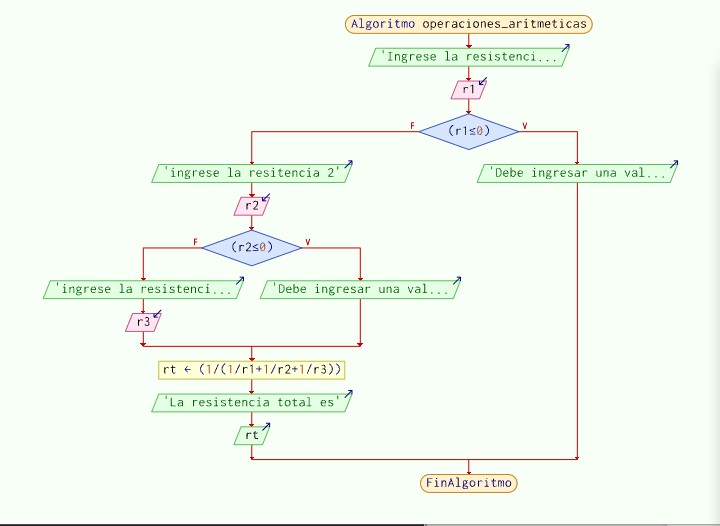 Algoritmo operaciones_aritmeticas
'Ingrese la resistenci...
r1
(r1≤0)
F
V
'ingrese la resitencia 2'
'Debe ingresar una val...
r2
(r2≤0)
F
V
'ingrese la resistenci...
'Debe ingresar una val...
r3
rt ← (1/(1/r1+1/r2+1/r3))
'La resistencia total es'
rt
FinAlgoritmo